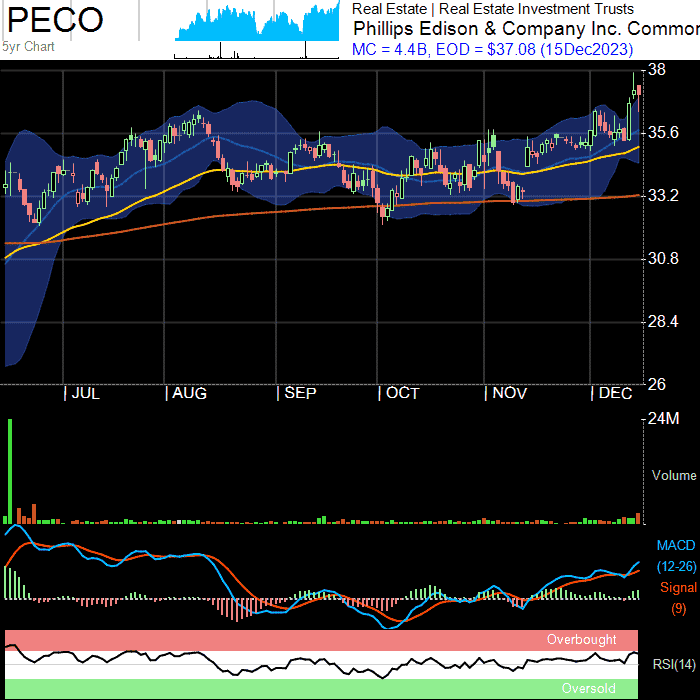 PECO
5yr Chart
Real Estate | Real Estate Investment Trusts
Phillips Edison & Company Inc. Common
MC = 4.4B, EOD = $37.08 (15Dec2023)
38
35.6
33.2
30.8
28.4
26
| JUL | AUG | SEP | OCT | NOV | DEC
24M
Volume
MACD
(12-26)
Signal
(9)
Overbought
RSI(14)
Oversold